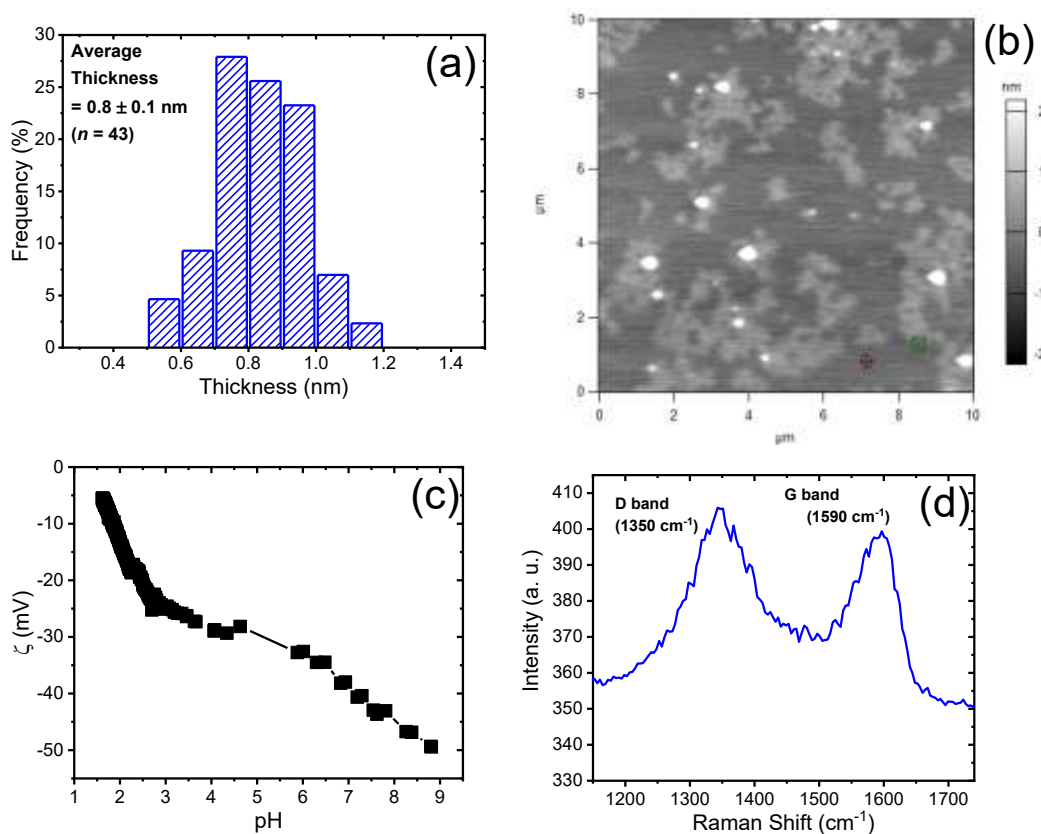 (a)
Average
Thickness
= 0.8 ± 0.1 nm
(n = 43)
Frequency (%)
30
25
20
15
10
5
0
0.4 0.6 0.8 1.0 1.2 1.4
Thickness (nm)
(b)
10
8
6
4
2
0
µm
0 2 4 6 8 10
µm
nm
(c)
ζ (mV)
0
-10
-20
-30
-40
-50
1 2 3 4 5 6 7 8 9
pH
(d)
D band
(1350 cm⁻¹)
G band
(1590 cm⁻¹)
Intensity (a. u.)
410
400
390
380
370
360
350
340
330
1200 1300 1400 1500 1600 1700
Raman Shift (cm⁻¹)